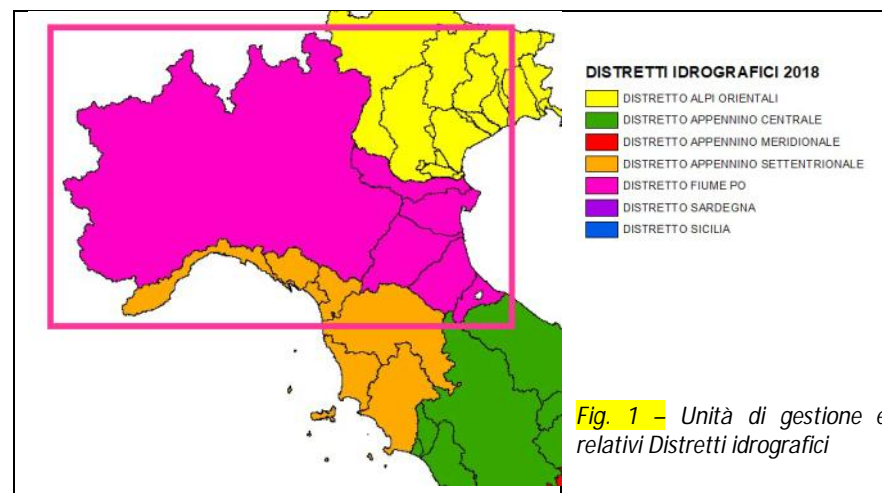 DISTRETTI IDROGRAFICI 2018
DISTRETTO ALPI ORIENTALI
DISTRETTO APPENNINO CENTRALE
DISTRETTO APPENNINO MERIDIONALE
DISTRETTO APPENNINO SETTENTRIONALE
DISTRETTO FIUME PO
DISTRETTO SARDEGNA
DISTRETTO SICILIA
Fig. 1 – Unità di gestione e
relativi Distretti idrografici